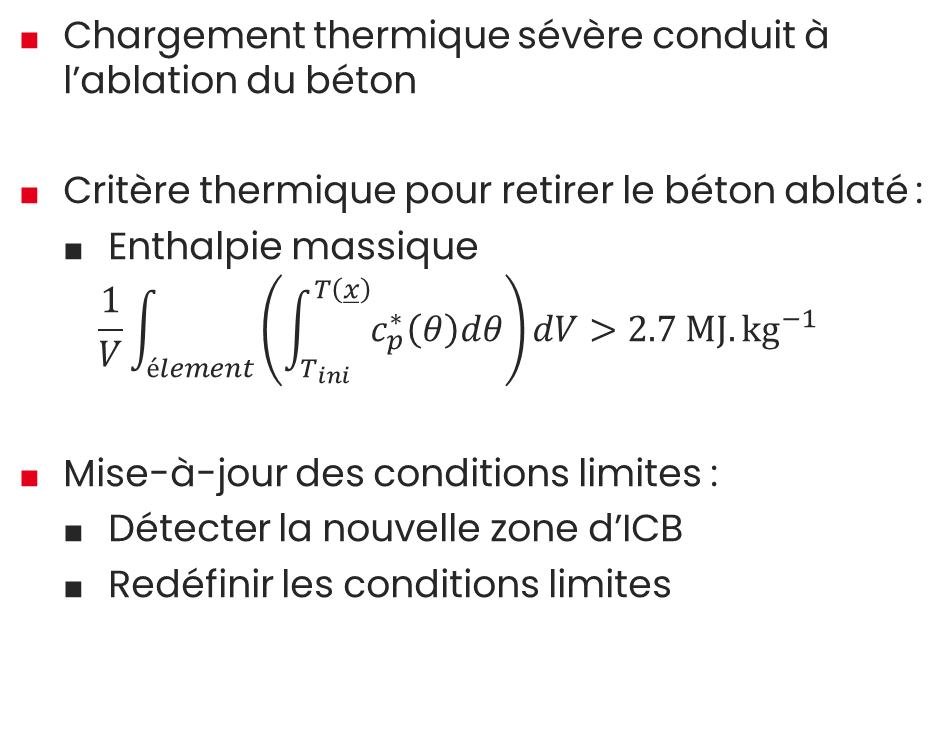 ▪ Chargement thermique sévère conduit à
l’ablation du béton
▪ Critère thermique pour retirer le béton ablaté :
▪ Enthalpie massique
$\frac{1}{V}\int_{élement}\left(\int_{T_{ini}}^{T(\underline{x})} c_p^*(\theta)d\theta\right)dV > 2.7\ \mathrm{MJ.kg}^{-1}$
▪ Mise-à-jour des conditions limites :
▪ Détecter la nouvelle zone d’ICB
▪ Redéfinir les conditions limites